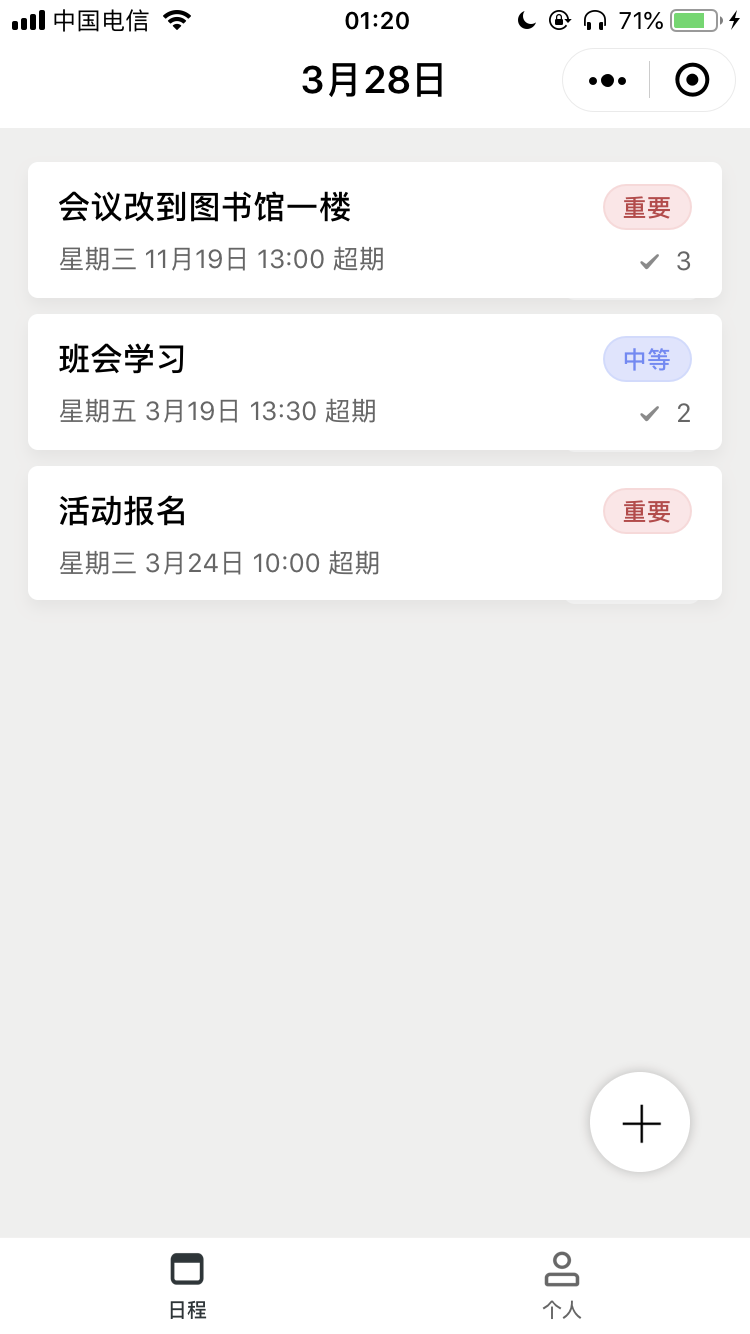 中国电信 01:20 71%
3月28日
会议改到图书馆一楼 重要
星期三 11月19日 13:00 超期 3
班会学习 中等
星期五 3月19日 13:30 超期 2
活动报名 重要
星期三 3月24日 10:00 超期
日程 个人